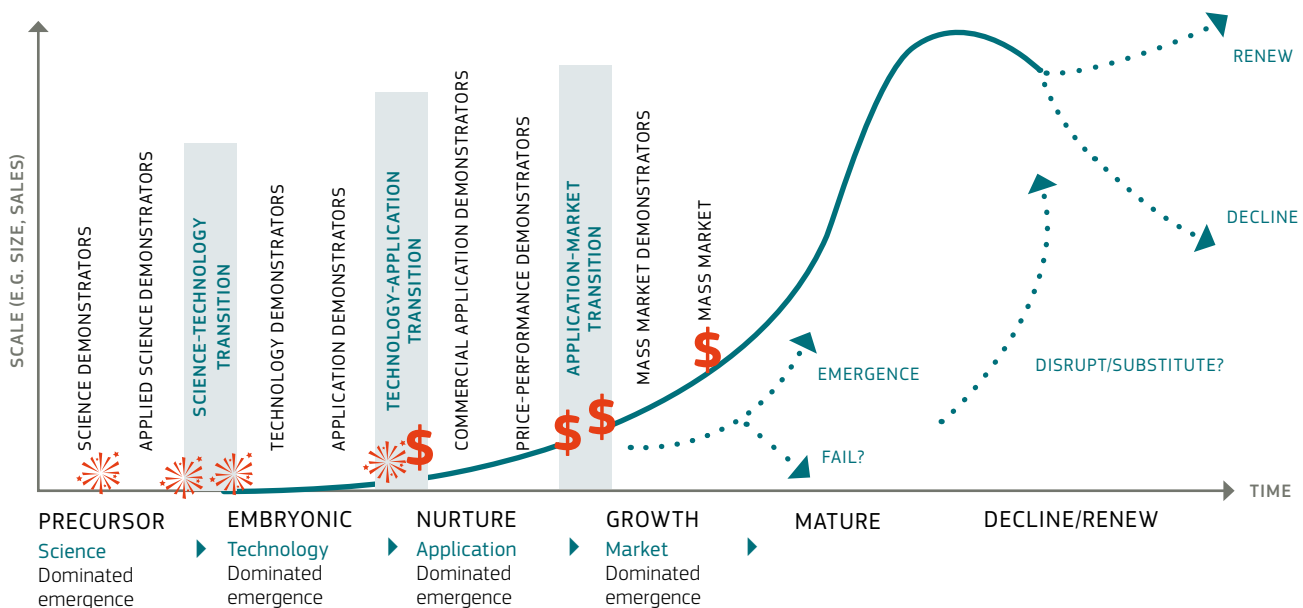 SCALE (E.G. SIZE, SALES)
SCIENCE DEMONSTRATORS
APPLIED SCIENCE DEMONSTRATORS
SCIENCE-TECHNOLOGY
TRANSITION
TECHNOLOGY DEMONSTRATORS
APPLICATION DEMONSTRATORS
TECHNOLOGY-APPLICATION
TRANSITION
COMMERCIAL APPLICATION DEMONSTRATORS
PRICE-PERFORMANCE DEMONSTRATORS
APPLICATION-MARKET
TRANSITION
MASS MARKET DEMONSTRATORS
MASS MARKET
$
$
$
$
RENEW
DECLINE
DISRUPT/SUBSTITUTE?
EMERGENCE
FAIL?
TIME
PRECURSOR
Science
Dominated
emergence
EMBRYONIC
Technology
Dominated
emergence
NURTURE
Application
Dominated
emergence
GROWTH
Market
Dominated
emergence
MATURE
DECLINE/RENEW